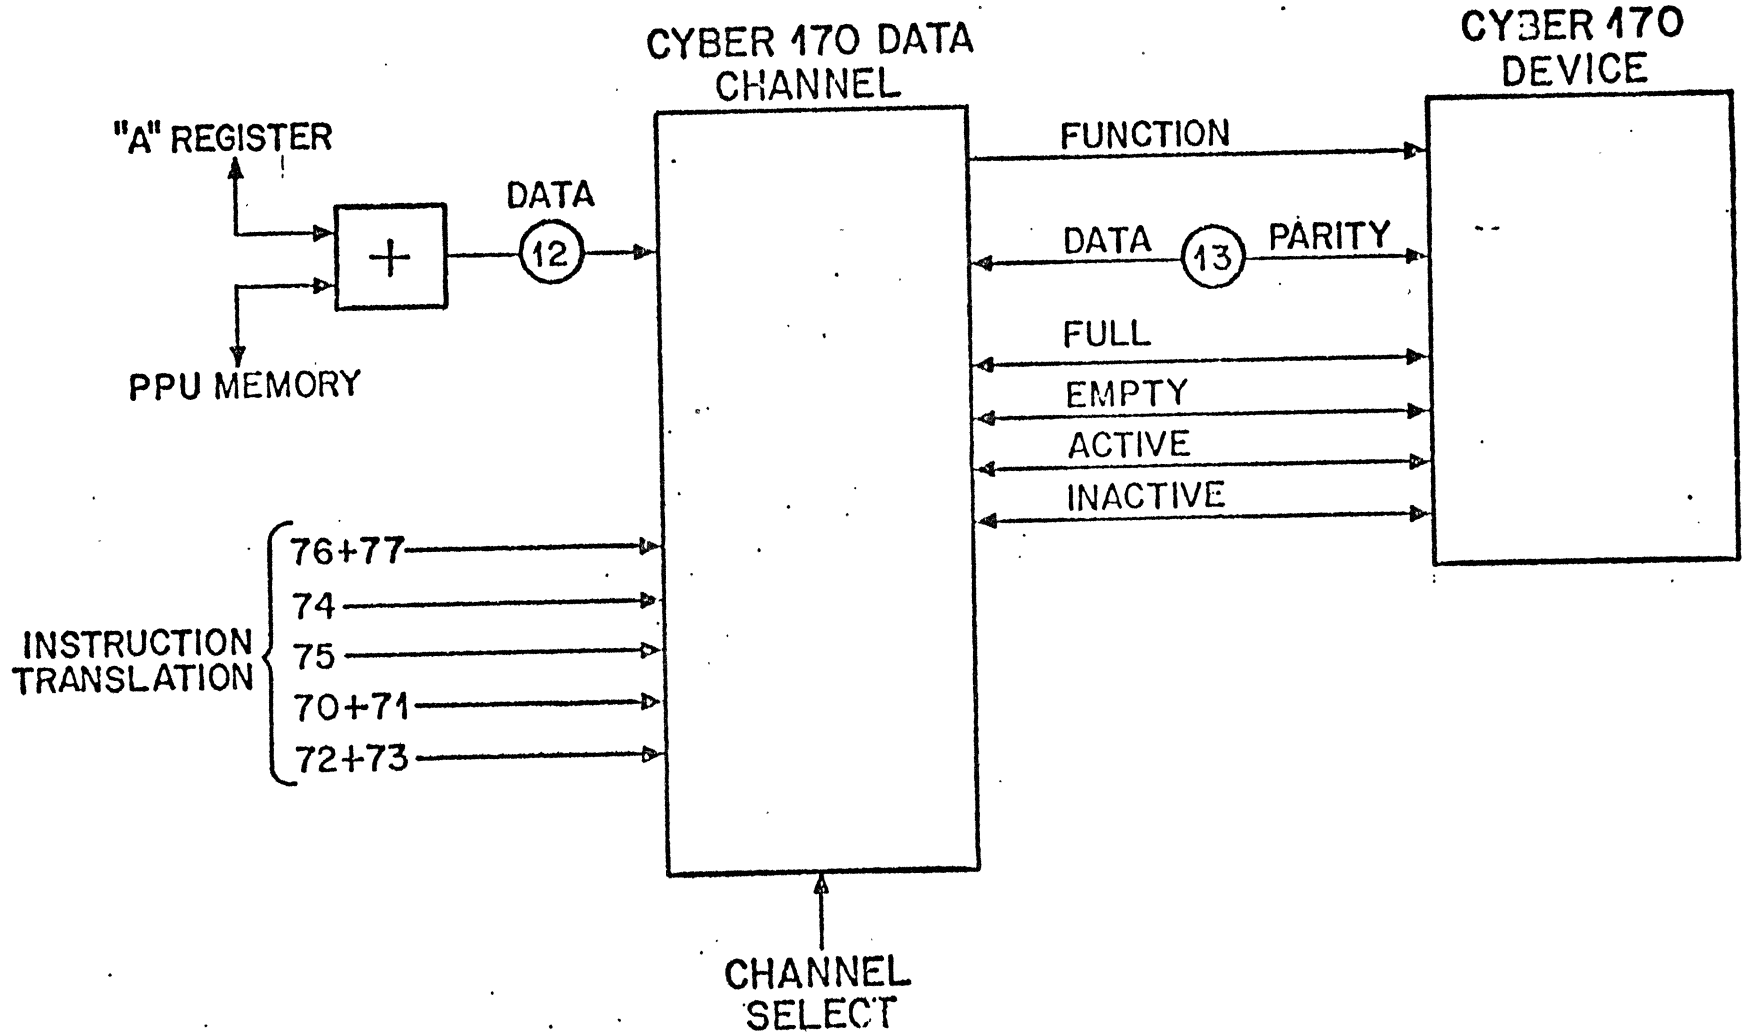 CYBER 170 DATA
CHANNEL
CYBER 170
DEVICE
"A" REGISTER
DATA
12
+
PPU MEMORY
FUNCTION
DATA 13 PARITY
FULL
EMPTY
ACTIVE
INACTIVE
INSTRUCTION
TRANSLATION
76+77
74
75
70+71
72+73
CHANNEL
SELECT